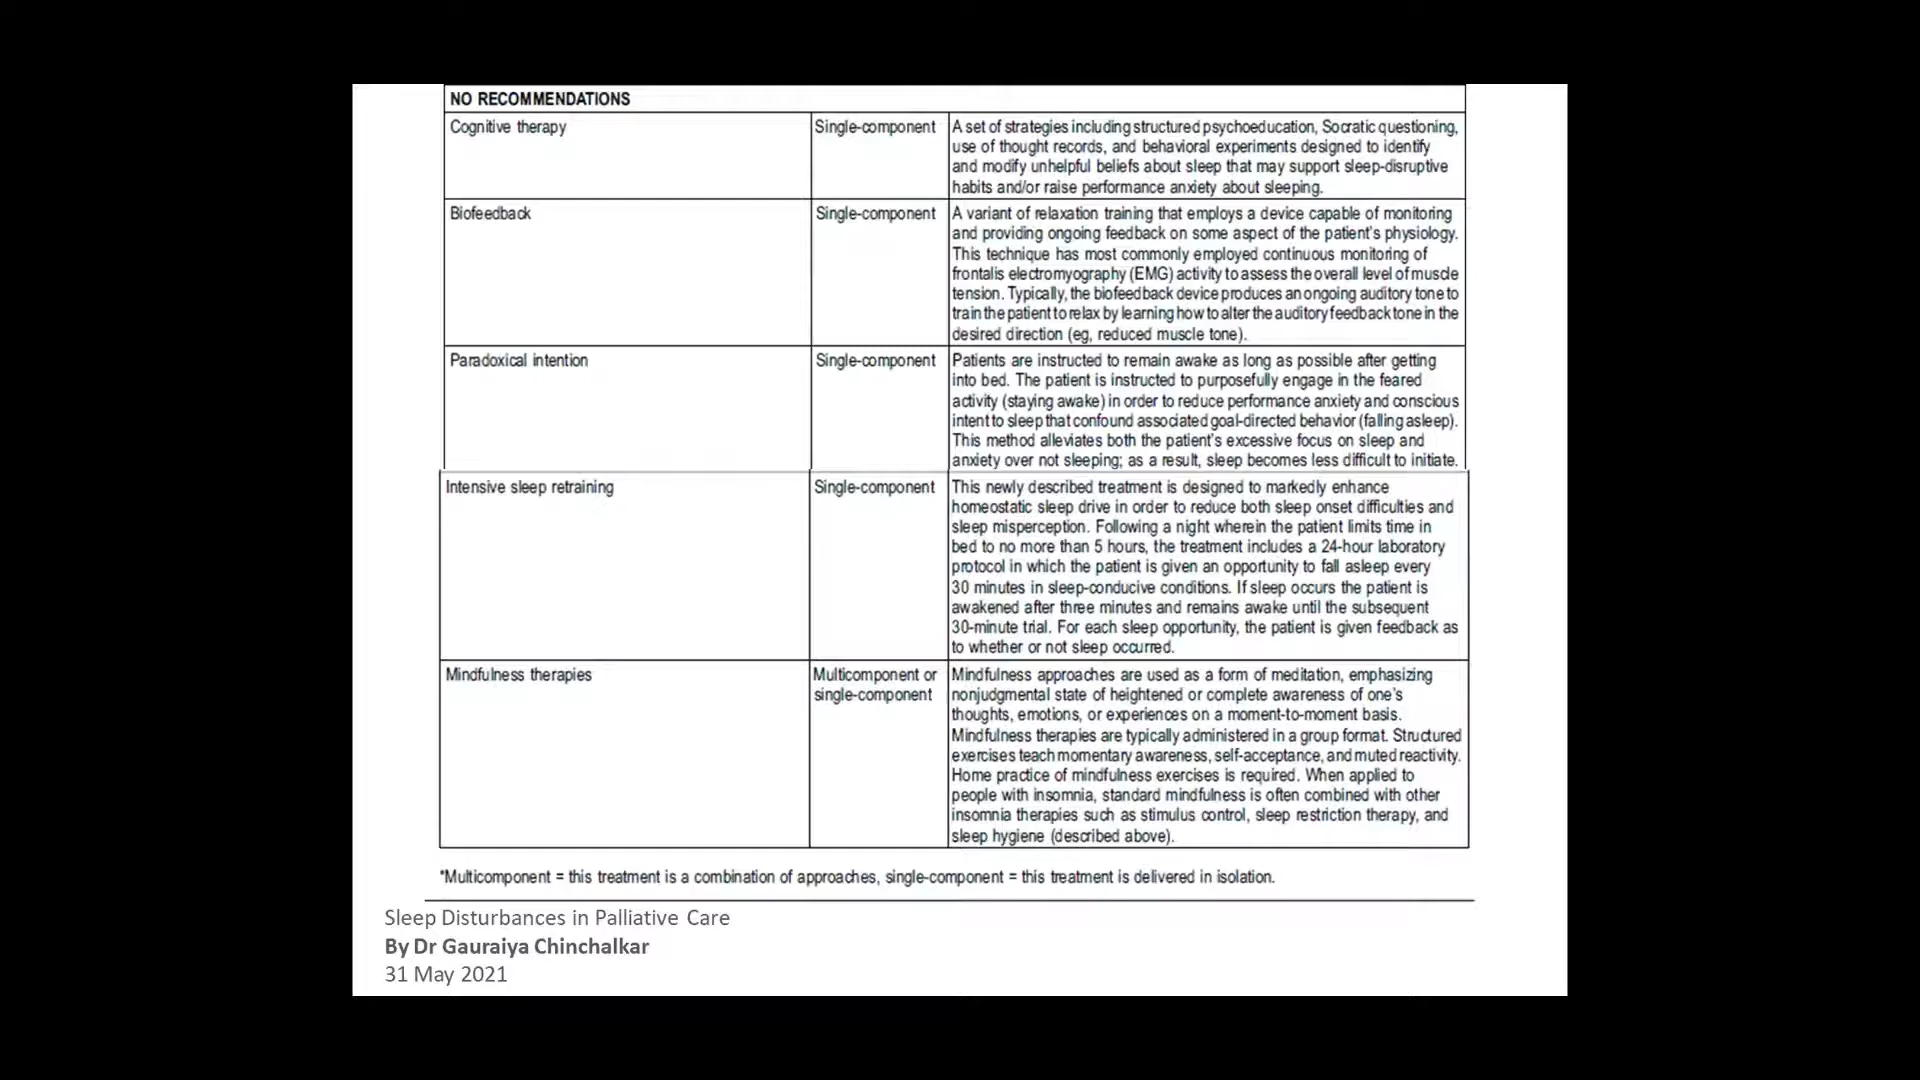 NO RECOMMENDATIONS
Cognitive therapy
Single-component
A set of strategies including structured psychoeducation, Socratic questioning,
use of thought records, and behavioral experiments designed to identify
and modify unhelpful beliefs about sleep that may support sleep-disruptive
habits and/or raise performance anxiety about sleeping.
Biofeedback
Single-component
A variant of relaxation training that employs a device capable of monitoring
and providing ongoing feedback on some aspect of the patient's physiology.
This technique has most commonly employed continuous monitoring of
frontalis electromyography (EMG) activity to assess the overall level of muscle
tension. Typically, the biofeedback device produces an ongoing auditory tone to
train the patient to relax by learning how to alter the auditory feedback tone in the
desired direction (eg, reduced muscle tone).
Paradoxical intention
Single-component
Patients are instructed to remain awake as long as possible after getting
into bed. The patient is instructed to purposefully engage in the feared
activity (staying awake) in order to reduce performance anxiety and conscious
intent to sleep that confound associated goal-directed behavior (falling asleep).
This method alleviates both the patient's excessive focus on sleep and
anxiety over not sleeping; as a result, sleep becomes less difficult to initiate.
Intensive sleep retraining
Single-component
This newly described treatment is designed to markedly enhance
homeostatic sleep drive in order to reduce both sleep onset difficulties and
sleep misperception. Following a night wherein the patient limits time in
bed to no more than 5 hours, the treatment includes a 24-hour laboratory
protocol in which the patient is given an opportunity to fall asleep every
30 minutes in sleep-conducive conditions. If sleep occurs the patient is
awakened after three minutes and remains awake until the subsequent
30-minute trial. For each sleep opportunity, the patient is given feedback as
to whether or not sleep occurred.
Mindfulness therapies
Multicomponent or
single-component
Mindfulness approaches are used as a form of meditation, emphasizing
nonjudgmental state of heightened or complete awareness of one's
thoughts, emotions, or experiences on a moment-to-moment basis.
Mindfulness therapies are typically administered in a group format. Structured
exercises teach momentary awareness, self-acceptance, and muted reactivity.
Home practice of mindfulness exercises is required. When applied to
people with insomnia, standard mindfulness is often combined with other
insomnia therapies such as stimulus control, sleep restriction therapy, and
sleep hygiene (described above).
*Multicomponent = this treatment is a combination of approaches, single-component = this treatment is delivered in isolation.
Sleep Disturbances in Palliative Care
By Dr Gauraiya Chinchalkar
31 May 2021